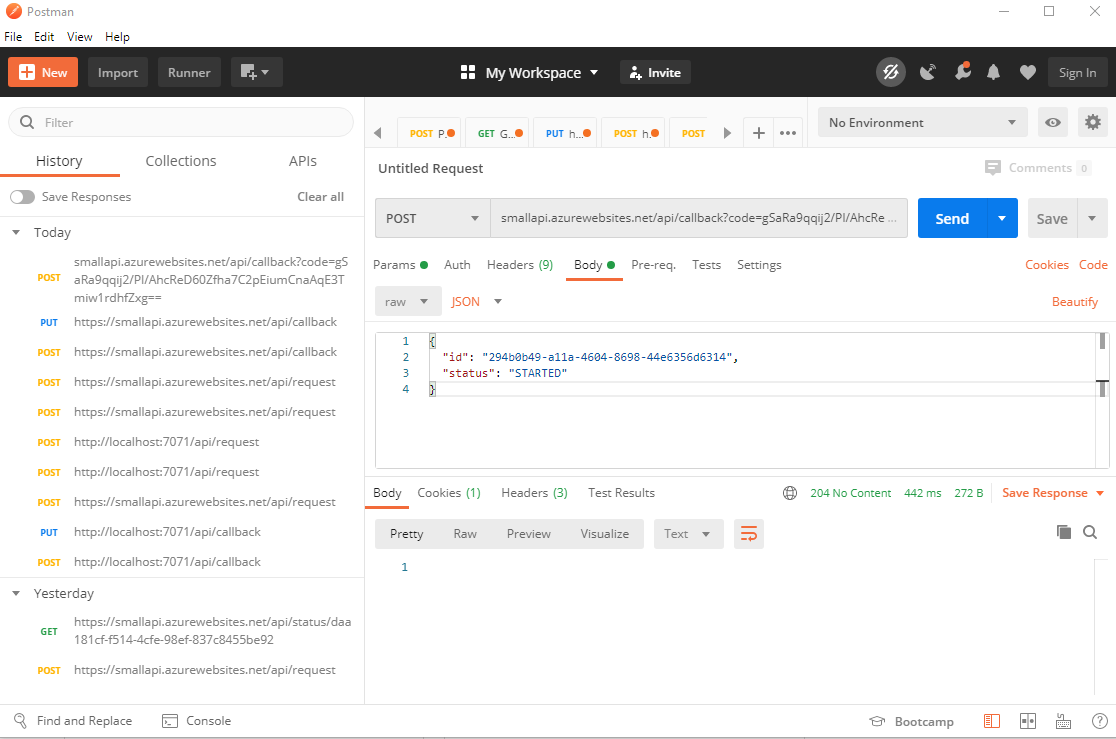 Postman
File Edit View Help
New Import Runner My Workspace Invite Sign In
Filter
History Collections APIs
Save Responses Clear all
Today
POST smallapi.azurewebsites.net/api/callback?code=gS
aRa9qqij2/PI/AhcReD60Zfha7C2pEiumCnaAqE3T
miw1rdhfZxg==
PUT https://smallapi.azurewebsites.net/api/callback
POST https://smallapi.azurewebsites.net/api/callback
POST https://smallapi.azurewebsites.net/api/request
POST https://smallapi.azurewebsites.net/api/request
POST http://localhost:7071/api/request
POST http://localhost:7071/api/request
POST https://smallapi.azurewebsites.net/api/request
PUT http://localhost:7071/api/callback
POST http://localhost:7071/api/callback
Yesterday
GET https://smallapi.azurewebsites.net/api/status/daa
181cf-f514-4cfe-98ef-837c8455be92
POST https://smallapi.azurewebsites.net/api/request
POST P... GET G... PUT h... POST h... POST
No Environment
Untitled Request Comments 0
POST smallapi.azurewebsites.net/api/callback?code=gSaRa9qqij2/PI/AhcRe ... Send Save
Params Auth Headers (9) Body Pre-req. Tests Settings Cookies Code
raw JSON Beautify
1 {
2 "id": "294b0b49-a11a-4604-8698-44e6356d6314",
3 "status": "STARTED"
4 }
Body Cookies (1) Headers (3) Test Results 204 No Content 442 ms 272 B Save Response
Pretty Raw Preview Visualize Text
1
Find and Replace Console Bootcamp